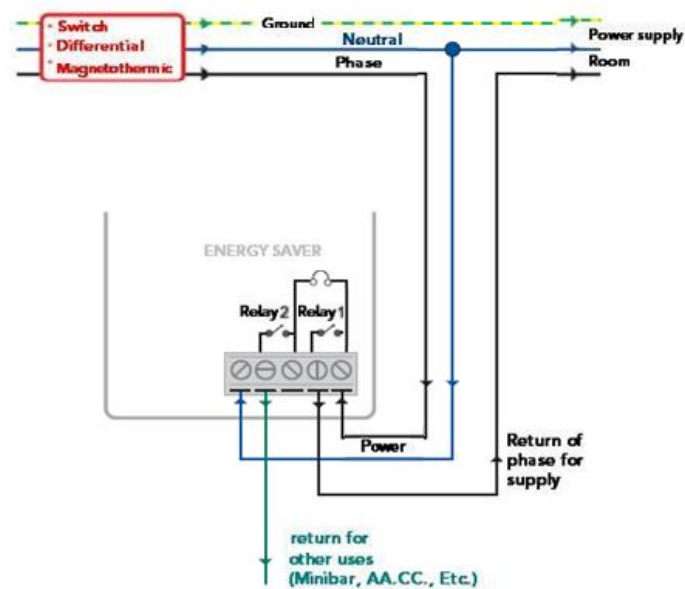 · Switch
· Differential
· Magnetothermic
Ground
Neutral
Phase
Power supply
Room
ENERGY SAVER
Relay 2
Relay 1
Power
Return of
phase for
supply
return for
other uses
(Minibar, AA.CC., Etc.)